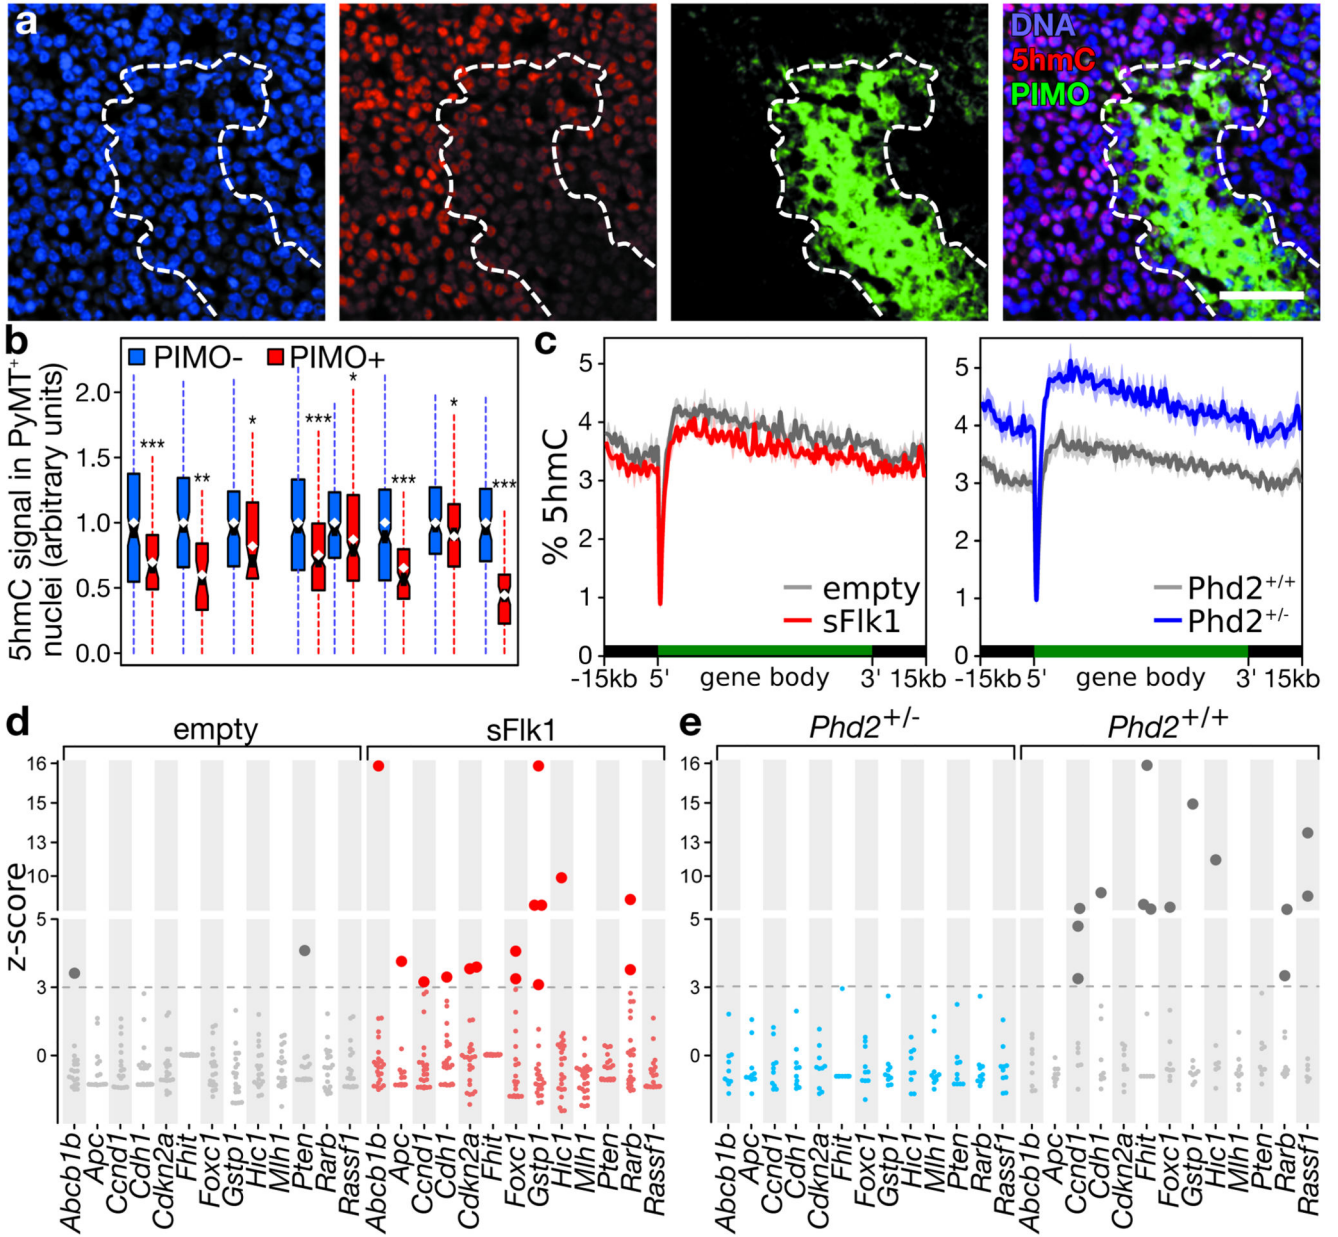 a
DNA
5hmC
PIMO
b
PIMO-
PIMO+
5hmC signal in PyMT+
nuclei (arbitrary units)
2.0
1.5
1.0
0.5
0.0
***
**
*
***
*
***
*
***
c
% 5hmC
5
4
3
2
1
0
empty
sFlk1
-15kb
5'
gene body
3'
15kb
5
4
3
2
1
0
Phd2+/+
Phd2+/-
-15kb
5'
gene body
3'
15kb
d
empty
sFlk1
z-score
16
15
13
10
5
3
0
Abcb1b
Apc
Ccnd1
Cdh1
Cdkn2a
Fhit
Foxc1
Gstp1
Hic1
Mlh1
Pten
Rarb
Rassf1
Abcb1b
Apc
Ccnd1
Cdh1
Cdkn2a
Fhit
Foxc1
Gstp1
Hic1
Mlh1
Pten
Rarb
Rassf1
e
Phd2+/-
Phd2+/+
16
15
13
10
5
3
0
Abcb1b
Apc
Ccnd1
Cdh1
Cdkn2a
Fhit
Foxc1
Gstp1
Hic1
Mlh1
Pten
Rarb
Rassf1
Abcb1b
Apc
Ccnd1
Cdh1
Cdkn2a
Fhit
Foxc1
Gstp1
Hic1
Mlh1
Pten
Rarb
Rassf1